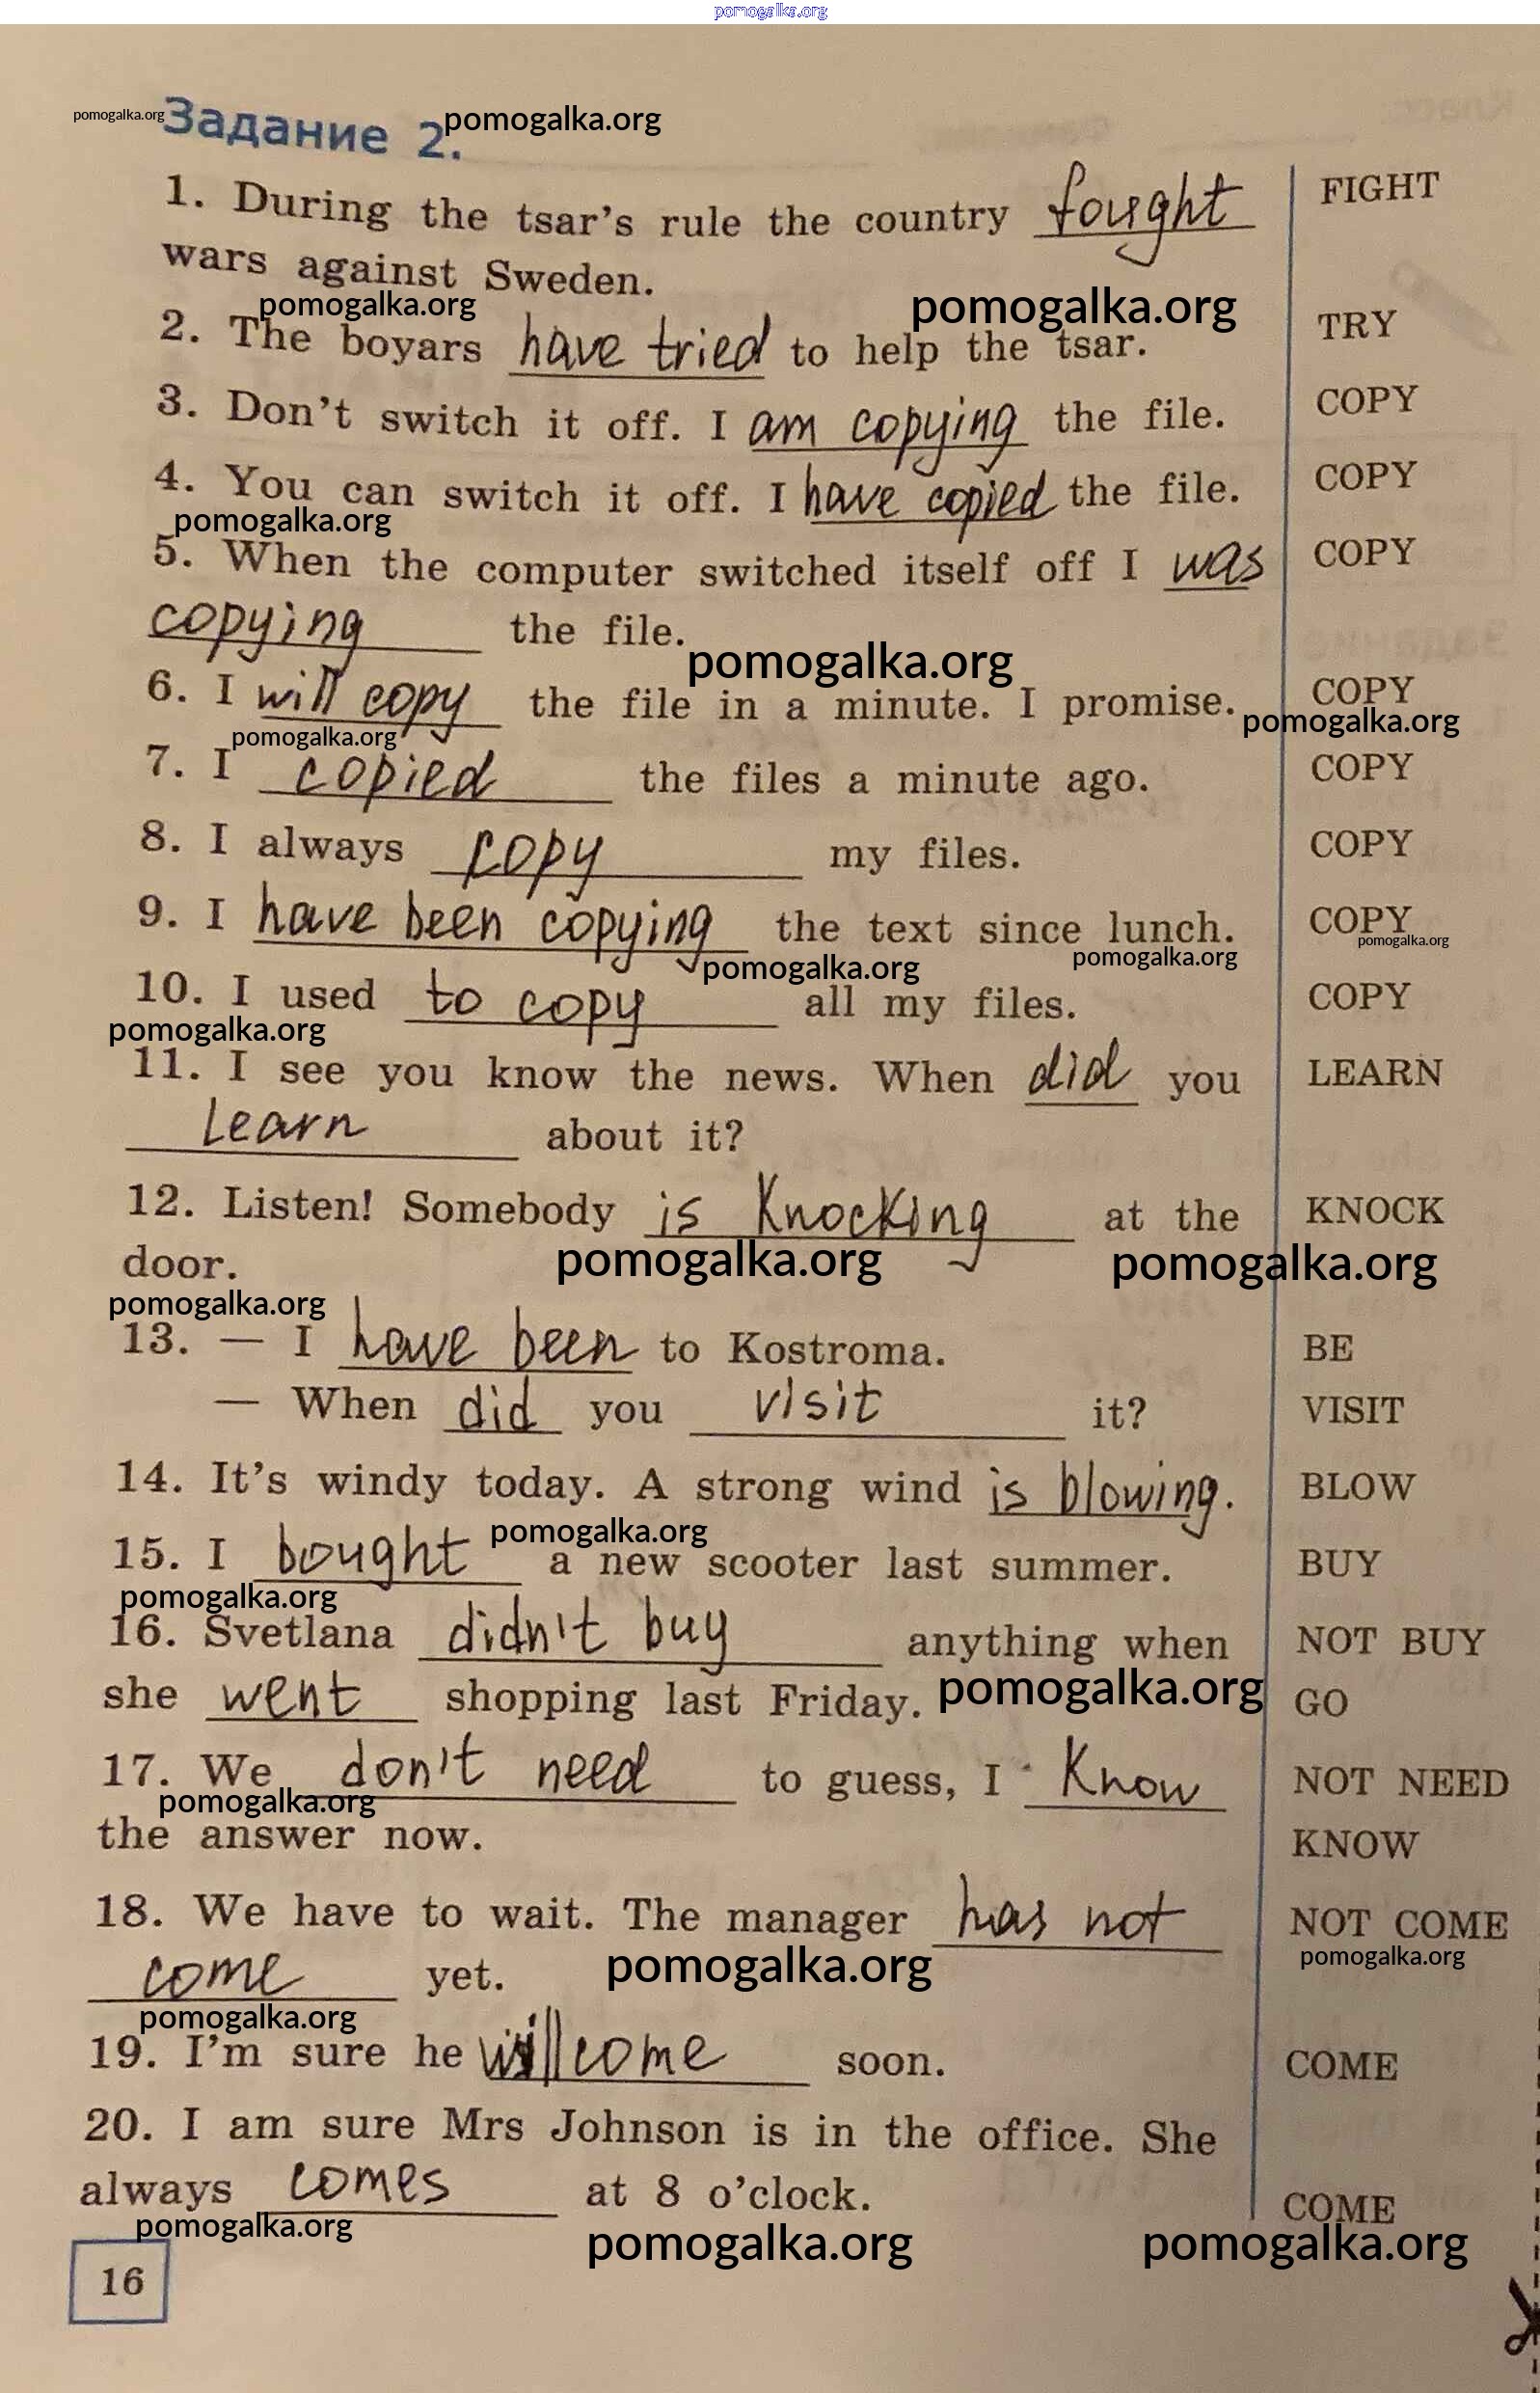 pomogalka.org
pomogalka.org Задание 2. pomogalka.org
1. During the tsar's rule the country fought FIGHT
wars against Sweden.
pomogalka.org pomogalka.org
2. The boyars have tried to help the tsar. TRY
3. Don't switch it off. I am copying the file. COPY
4. You can switch it off. I have copied the file. COPY
pomogalka.org
5. When the computer switched itself off I was COPY
copying the file.
pomogalka.org
6. I will copy the file in a minute. I promise. COPY
pomogalka.org
pomogalka.org
7. I copied the files a minute ago. COPY
8. I always copy my files. COPY
9. I have been copying the text since lunch. COPY
pomogalka.org
pomogalka.org pomogalka.org
10. I used to copy all my files. COPY
pomogalka.org
11. I see you know the news. When did you LEARN
learn about it?
12. Listen! Somebody is knocking at the KNOCK
door. pomogalka.org pomogalka.org
pomogalka.org
13. — I have been to Kostroma. BE
— When did you visit it? VISIT
14. It's windy today. A strong wind is blowing. BLOW
pomogalka.org
15. I bought a new scooter last summer. BUY
pomogalka.org
16. Svetlana didn't buy anything when NOT BUY
she went shopping last Friday. pomogalka.org GO
17. We don't need to guess, I know NOT NEED
pomogalka.org
the answer now. KNOW
18. We have to wait. The manager has not NOT COME
pomogalka.org
come yet. pomogalka.org
pomogalka.org
19. I'm sure he will come soon. COME
20. I am sure Mrs Johnson is in the office. She
always comes at 8 o'clock. COME
pomogalka.org pomogalka.org pomogalka.org
16